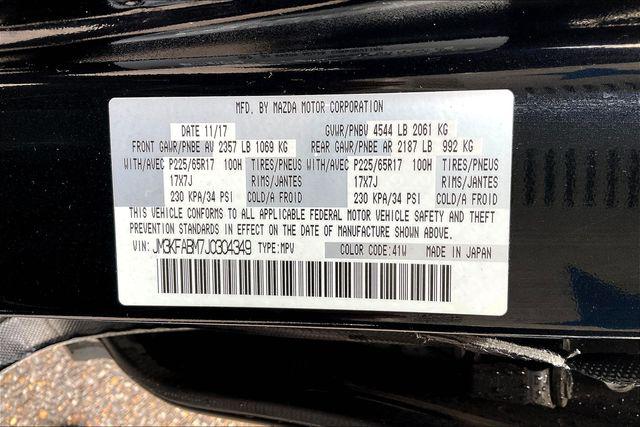 MFD. BY MAZDA MOTOR CORPORATION
DATE 11/17 GVWR/PNBV 4544 LB 2061 KG
FRONT GAWR/PNBE AV 2357 LB 1069 KG REAR GAWR/PNBE AR 2187 LB 992 KG
WITH/AVEC P225/65R17 100H TIRES/PNEUS WITH/AVEC P225/65R17 100H TIRES/PNEUS
17X7J RIMS/JANTES 17X7J RIMS/JANTES
230 KPA/34 PSI COLD/A FROID 230 KPA/34 PSI COLD/A FROID
THIS VEHICLE CONFORMS TO ALL APPLICABLE FEDERAL MOTOR VEHICLE SAFETY AND THEFT
PREVENTION STANDARDS IN EFFECT ON THE DATE OF MANUFACTURE SHOWN ABOVE.
VIN: JM3KFABM7J0304349 TYPE:MPV COLOR CODE:41W MADE IN JAPAN